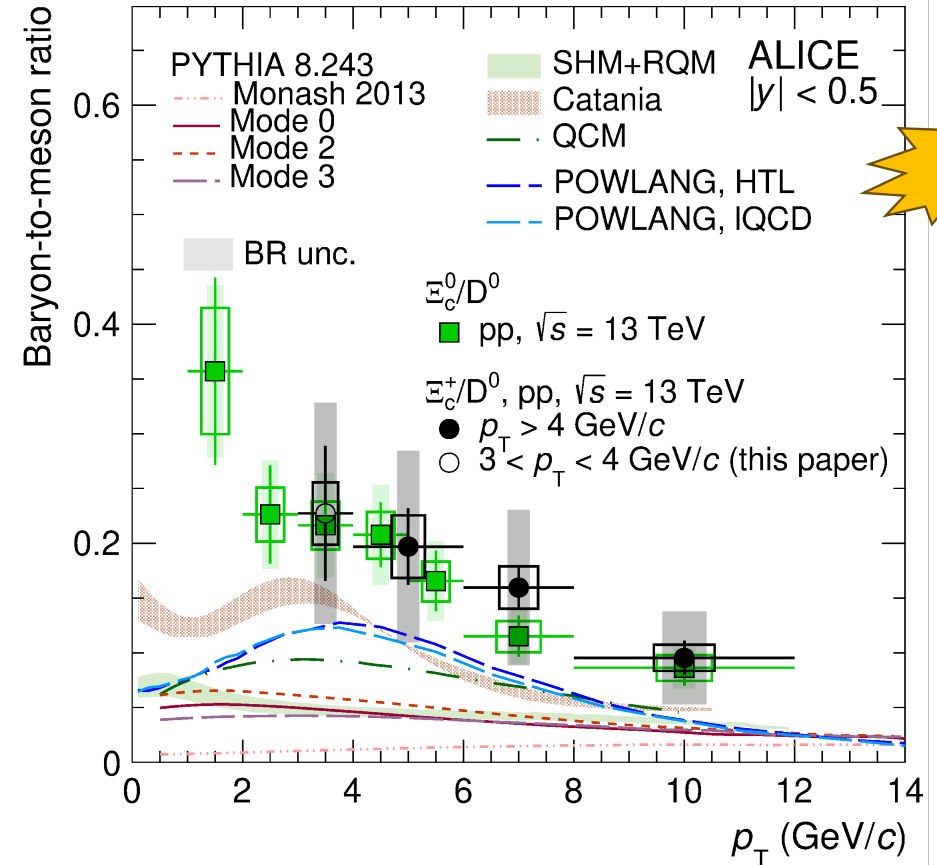 Baryon-to-meson ratio
PYTHIA 8.243
Monash 2013
Mode 0
Mode 2
Mode 3
BR unc.
SHM+RQM
Catania
QCM
POWLANG, HTL
POWLANG, lQCD
ALICE
|y| < 0.5
Ξc0/D0
pp, √s = 13 TeV
Ξc+/D0, pp, √s = 13 TeV
pT > 4 GeV/c
3 < pT < 4 GeV/c (this paper)
0.6
0.4
0.2
0
0 2 4 6 8 10 12 14
pT (GeV/c)